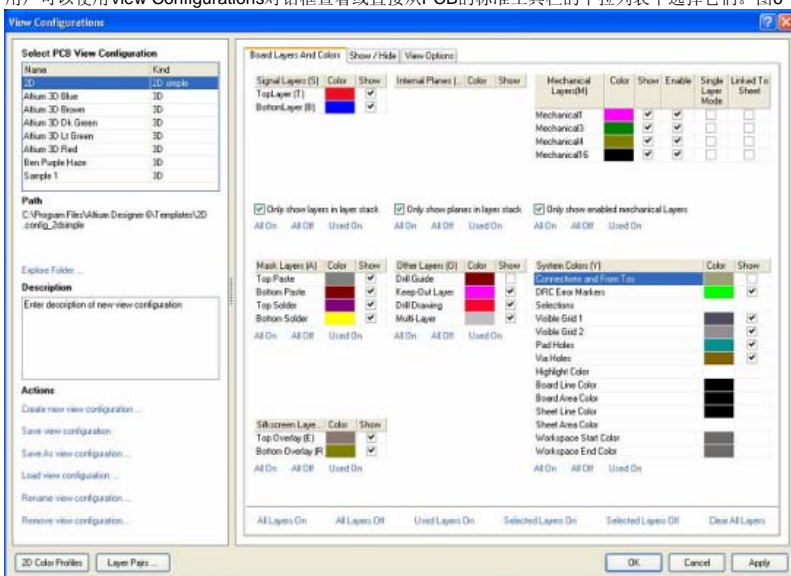 用户可以使用View Configurations对话框查看或直接从PCB的标准工具栏的下拉列表中选择它们。图6
View Configurations
Select PCB View Configuration
Name Kind
2D 2D simple
Altium 3D Blue 3D
Altium 3D Brown 3D
Altium 3D Dk Green 3D
Altium 3D Lt Green 3D
Altium 3D Red 3D
Ben Purple Haze 3D
Sample 1 3D
Path
C:\Program Files\Altium Designer 6\Templates\2D
.config_2dsimple
Explore Folder ...
Description
Enter description of new view configuration
Actions
Create new view configuration ...
Save view configuration
Save As view configuration ...
Load view configuration ...
Rename view configuration ...
Remove view configuration...
2D Color Profiles
Layer Pairs ...
Board Layers And Colors Show / Hide View Options
Signal Layers (S) Color Show
TopLayer (T)
BottomLayer (B)
Only show layers in layer stack
All On All Off Used On
Internal Planes (... Color Show
Only show planes in layer stack
All On All Off Used On
Mechanical Layers(M) Color Show Enable Single Layer Mode Linked To Sheet
Mechanical1
Mechanical3
Mechanical4
Mechanical16
Only show enabled mechanical Layers
All On All Off Used On
Mask Layers (A) Color Show
Top Paste
Bottom Paste
Top Solder
Bottom Solder
All On All Off Used On
Other Layers (O) Color Show
Drill Guide
Keep-Out Layer
Drill Drawing
Multi-Layer
All On All Off Used On
System Colors (Y) Color Show
Connections and From Tos
DRC Error Markers
Selections
Visible Grid 1
Visible Grid 2
Pad Holes
Via Holes
Highlight Color
Board Line Color
Board Area Color
Sheet Line Color
Sheet Area Color
Workspace Start Color
Workspace End Color
All On All Off Used On
Silkscreen Laye... Color Show
Top Overlay (E)
Bottom Overlay (R
All On All Off Used On
All Layers On All Layers Off Used Layers On Selected Layers On Selected Layers Off Clear All Layers
OK Cancel Apply